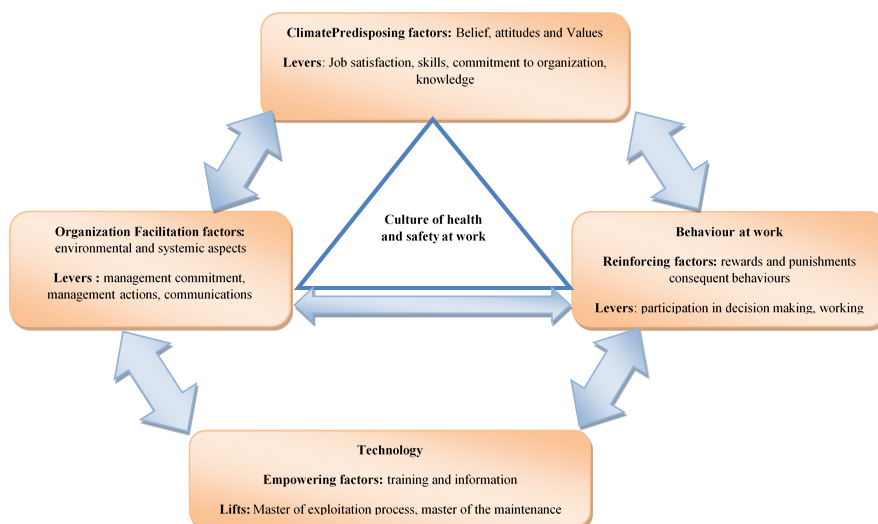 ClimatePredisposing factors: Belief, attitudes and Values
Levers: Job satisfaction, skills, commitment to organization,
knowledge
Culture of health
and safety at work
Organization Facilitation factors:
environmental and systemic aspects
Levers : management commitment,
management actions, communications
Behaviour at work
Reinforcing factors: rewards and punishments
consequent behaviours
Levers: participation in decision making, working
Technology
Empowering factors: training and information
Lifts: Master of exploitation process, master of the maintenance